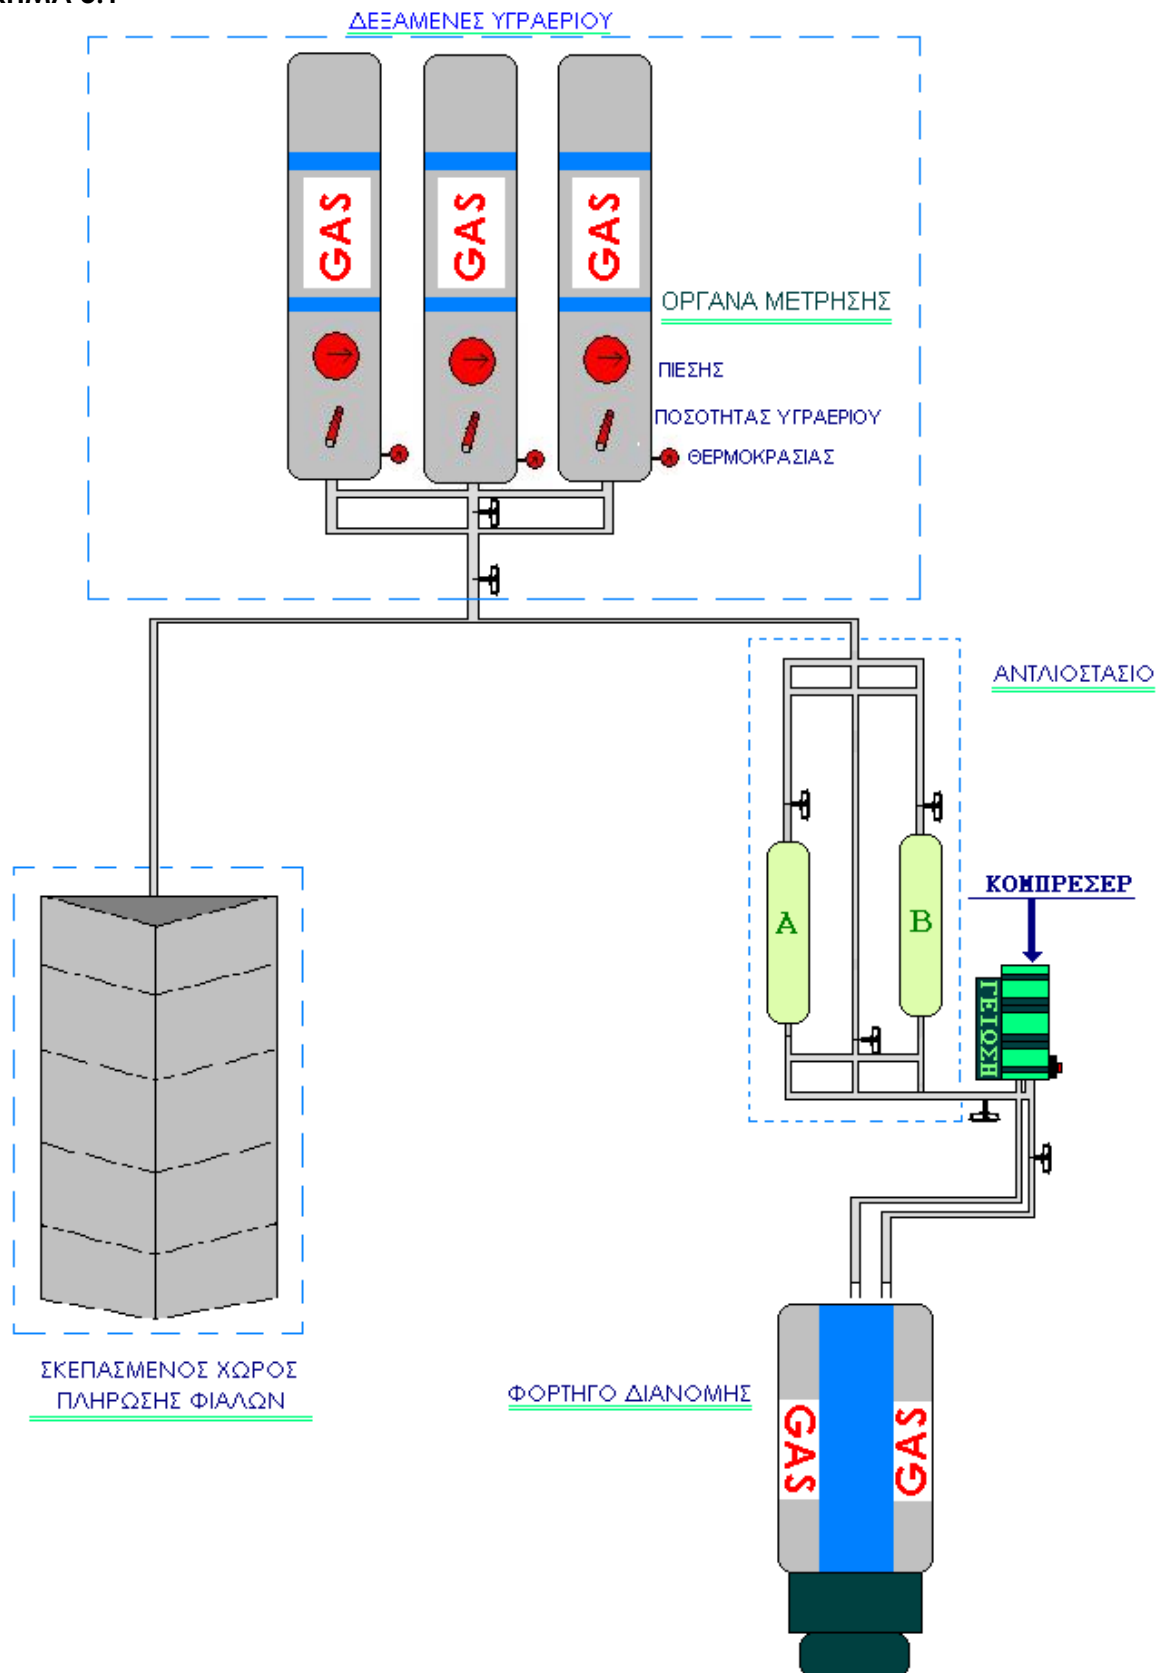 ΔΕΞΑΜΕΝΕΣ ΥΓΡΑΕΡΙΟΥ
GAS
GAS
GAS
ΟΡΓΑΝΑ ΜΕΤΡΗΣΗΣ
ΠΙΕΣΗΣ
ΠΟΣΟΤΗΤΑΣ ΥΓΡΑΕΡΙΟΥ
ΘΕΡΜΟΚΡΑΣΙΑΣ
ΑΝΤΛΙΟΣΤΑΣΙΟ
ΚΟΜΠΡΕΣΕΡ
A
B
ΓΕΙΩΣΗ
ΣΚΕΠΑΣΜΕΝΟΣ ΧΩΡΟΣ
ΠΛΗΡΩΣΗΣ ΦΙΑΛΩΝ
ΦΟΡΤΗΓΟ ΔΙΑΝΟΜΗΣ
GAS
GAS